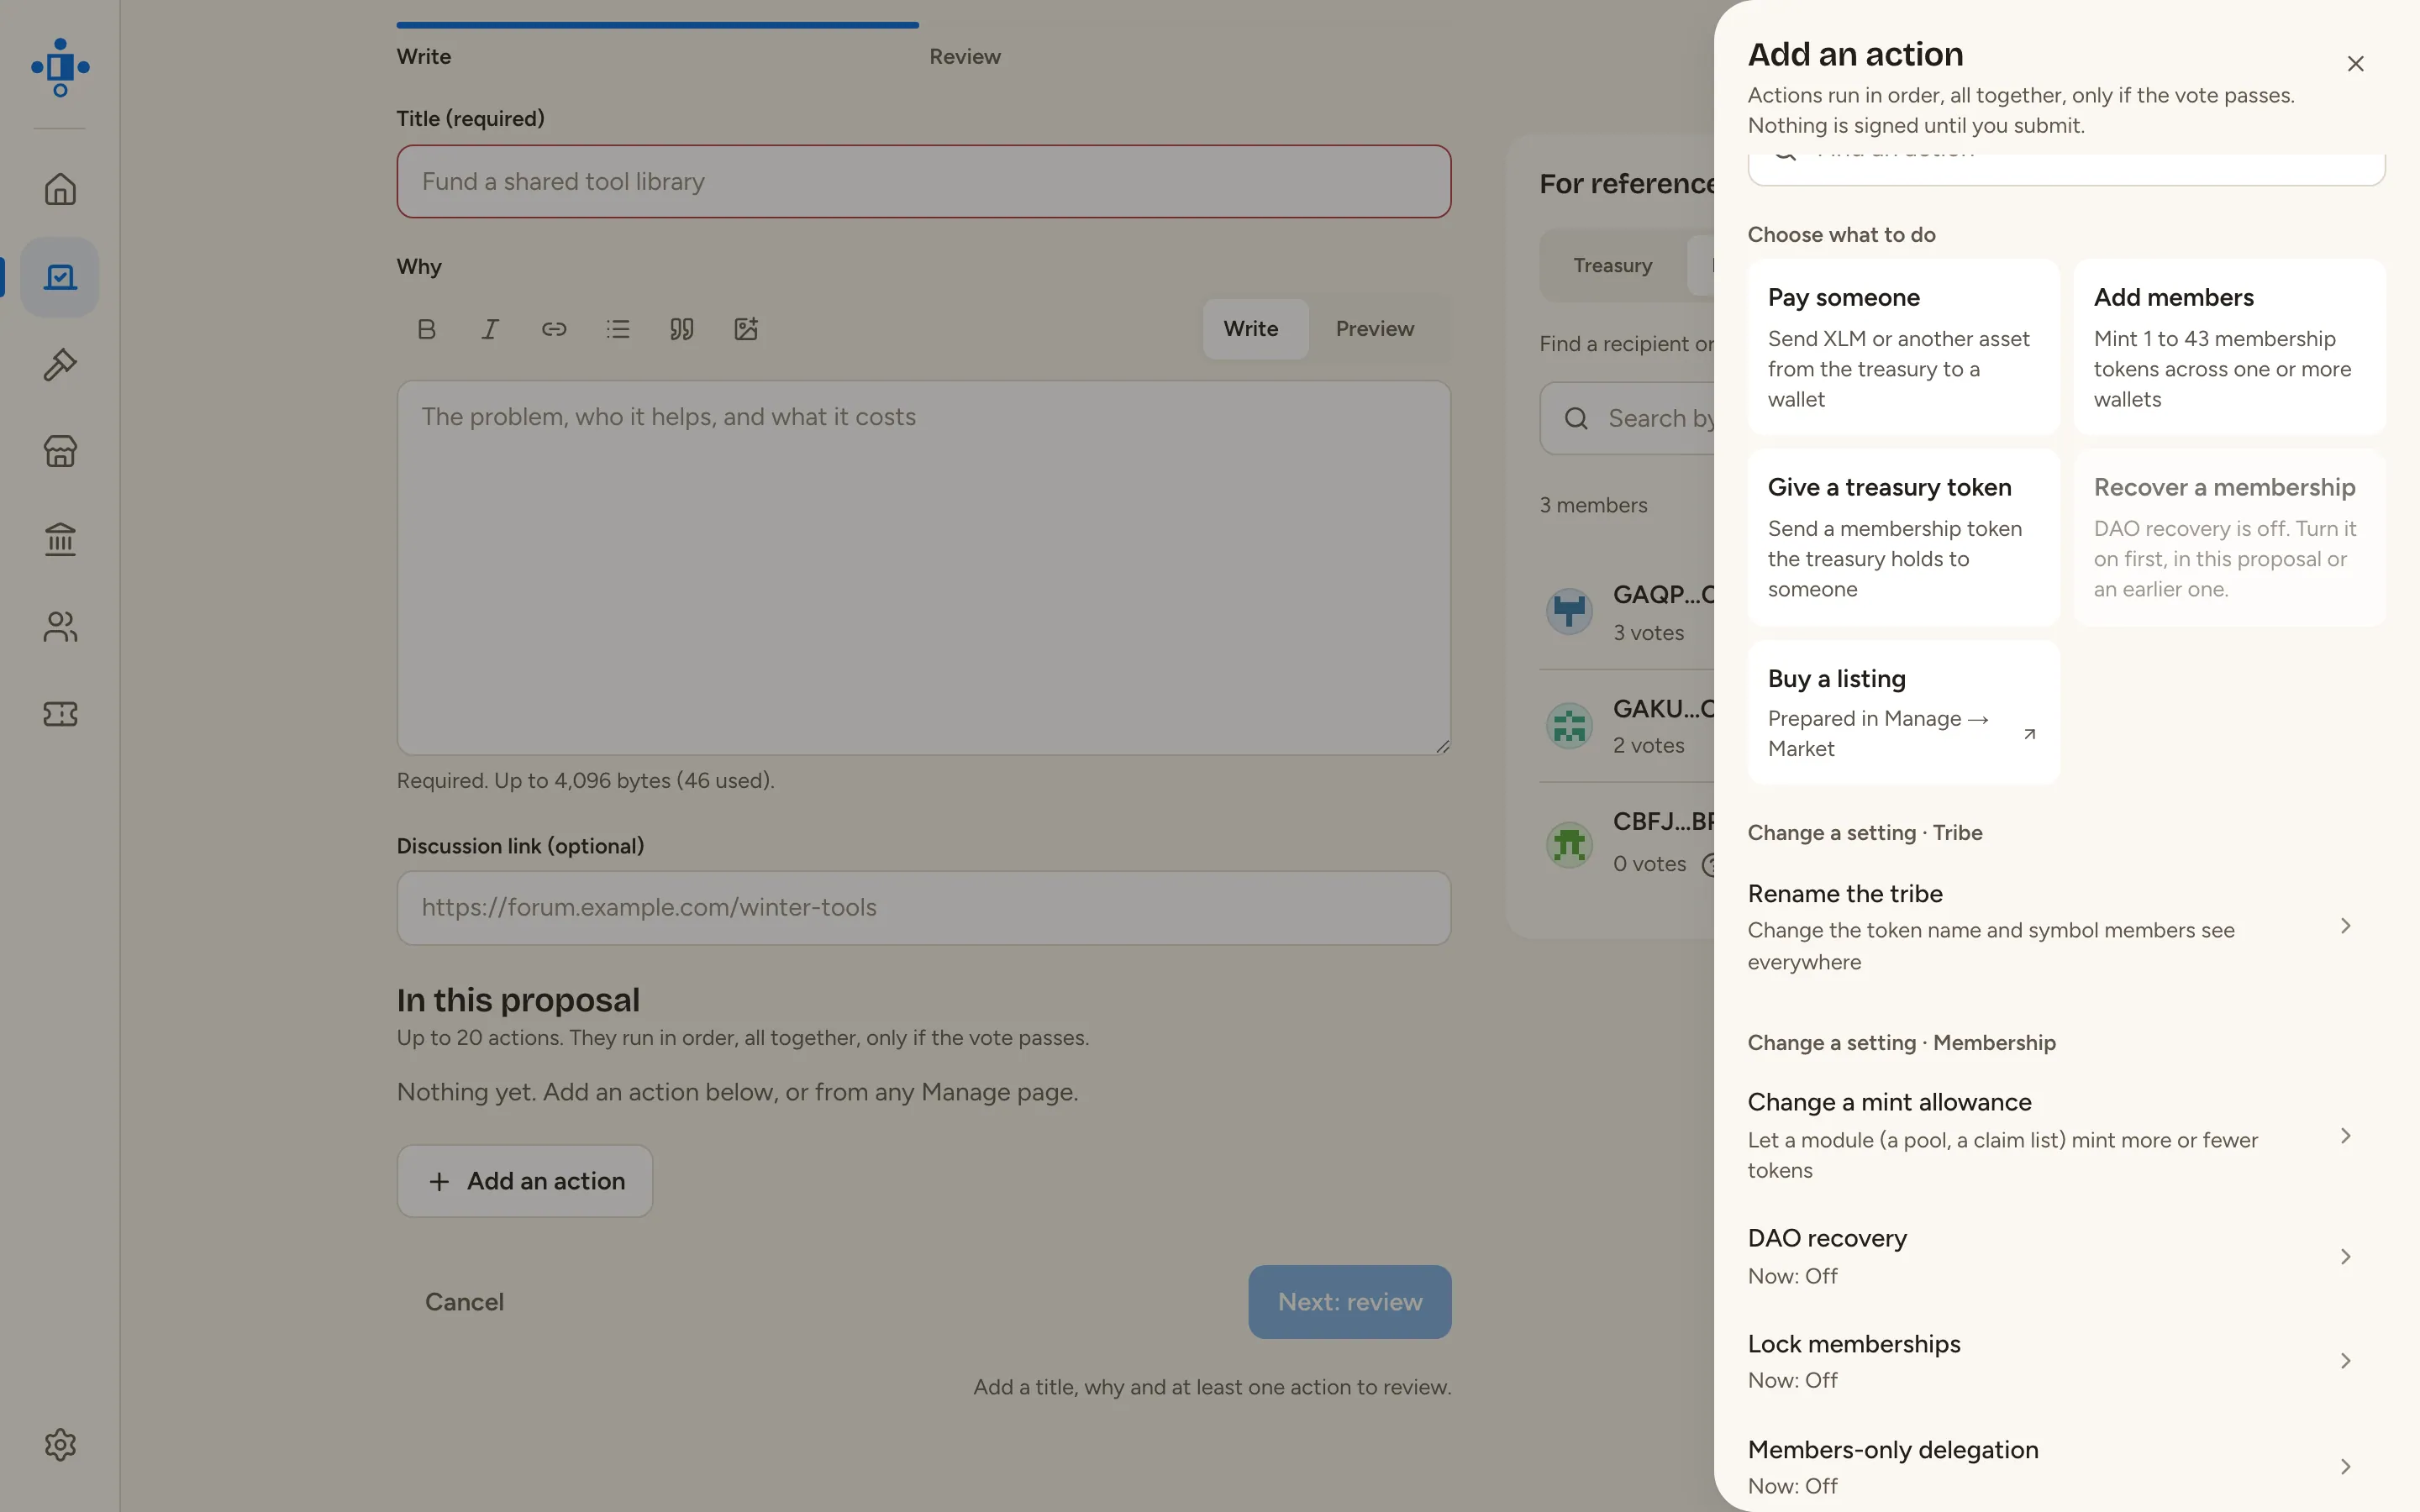 Write
Review
Title (required)
Fund a shared tool library
Why
Write
Preview
The problem, who it helps, and what it costs
Required. Up to 4,096 bytes (46 used).
Discussion link (optional)
https://forum.example.com/winter-tools
In this proposal
Up to 20 actions. They run in order, all together, only if the vote passes.
Nothing yet. Add an action below, or from any Manage page.
Add an action
Cancel
Next: review
Add a title, why and at least one action to review.
For reference
Treasury
Find a recipient or
Search by
3 members
GAQP...
3 votes
GAKU...
2 votes
CBFJ...
0 votes
Add an action
Actions run in order, all together, only if the vote passes.
Nothing is signed until you submit.
Choose what to do
Pay someone
Send XLM or another asset
from the treasury to a
wallet
Add members
Mint 1 to 43 membership
tokens across one or more
wallets
Give a treasury token
Send a membership token
the treasury holds to
someone
Recover a membership
DAO recovery is off. Turn it
on first, in this proposal or
an earlier one.
Buy a listing
Prepared in Manage →
Market
Change a setting · Tribe
Rename the tribe
Change the token name and symbol members see
everywhere
Change a setting · Membership
Change a mint allowance
Let a module (a pool, a claim list) mint more or fewer
tokens
DAO recovery
Now: Off
Lock memberships
Now: Off
Members-only delegation
Now: Off